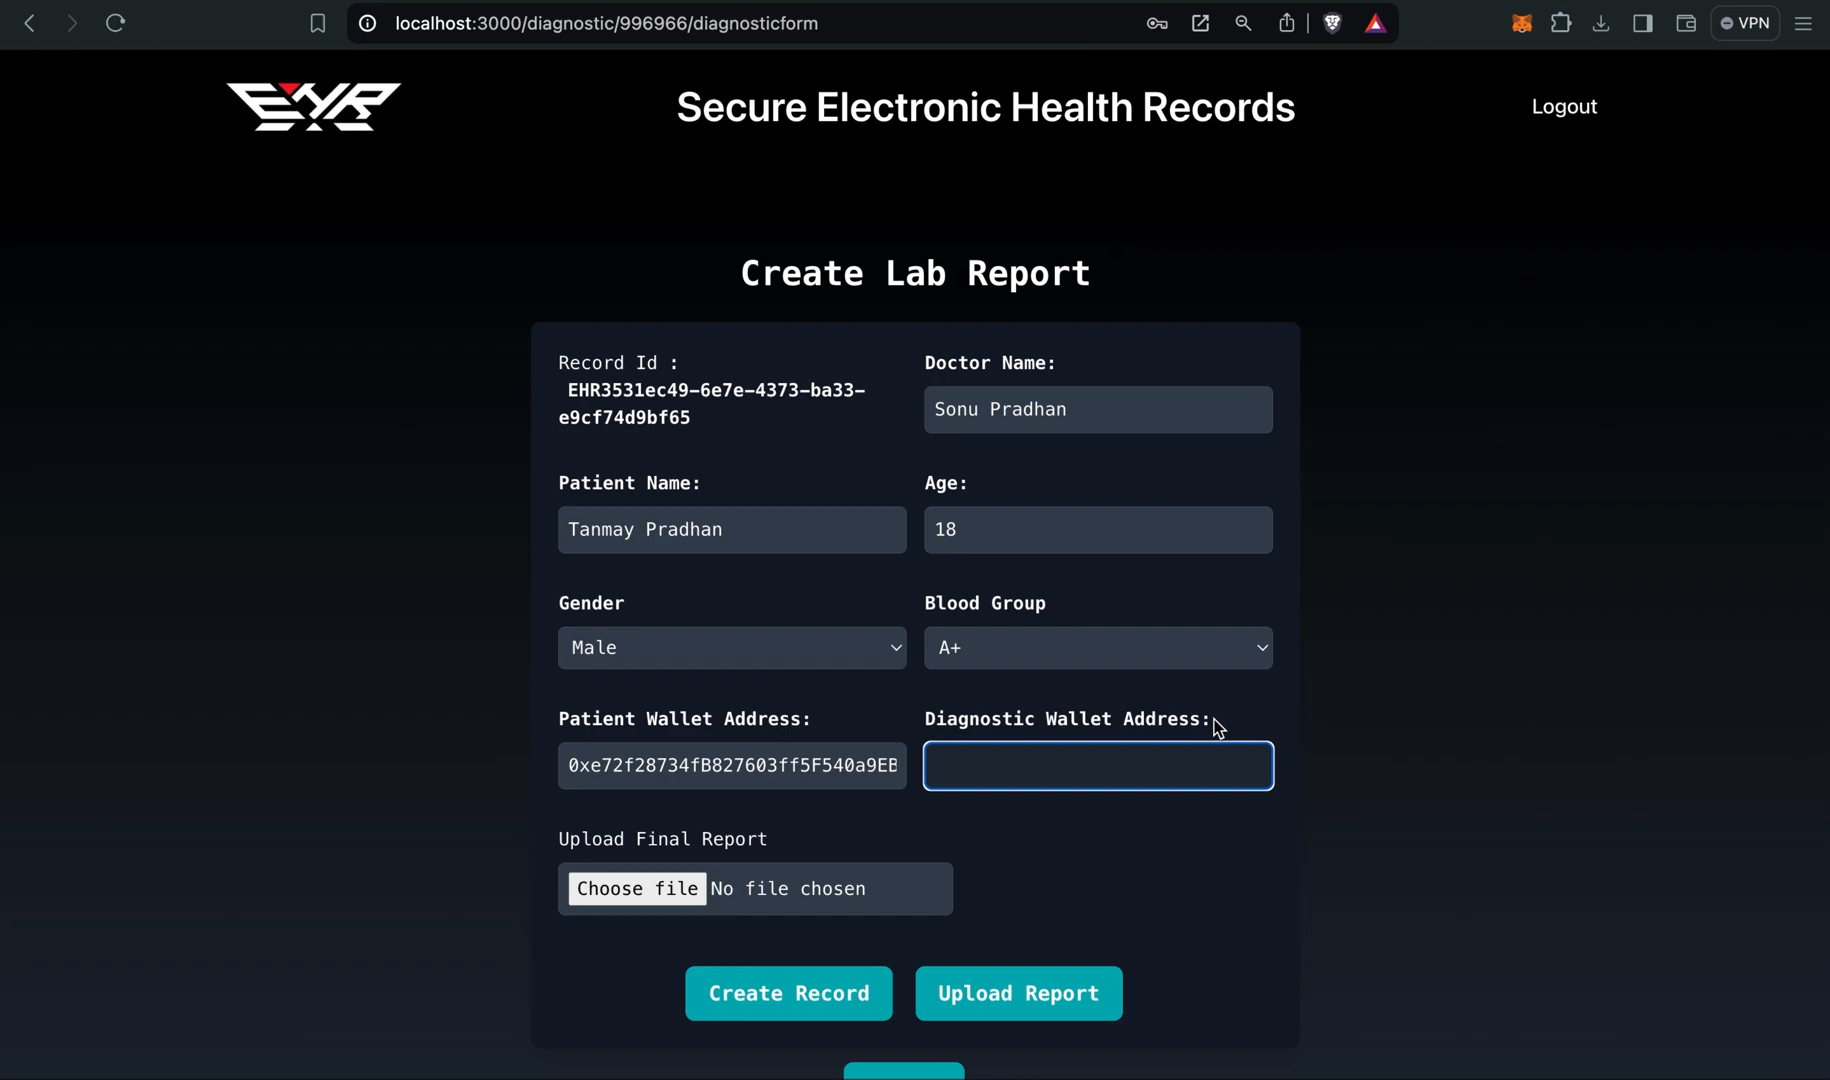 localhost:3000/diagnostic/996966/diagnosticform
VPN
EHR
Secure Electronic Health Records
Logout
Create Lab Report
Record Id :
EHR3531ec49-6e7e-4373-ba33-
e9cf74d9bf65
Doctor Name:
Sonu Pradhan
Patient Name:
Tanmay Pradhan
Age:
18
Gender
Male
Blood Group
A+
Patient Wallet Address:
0xe72f28734fB827603ff5F540a9EB
Diagnostic Wallet Address:
Upload Final Report
Choose file No file chosen
Create Record
Upload Report